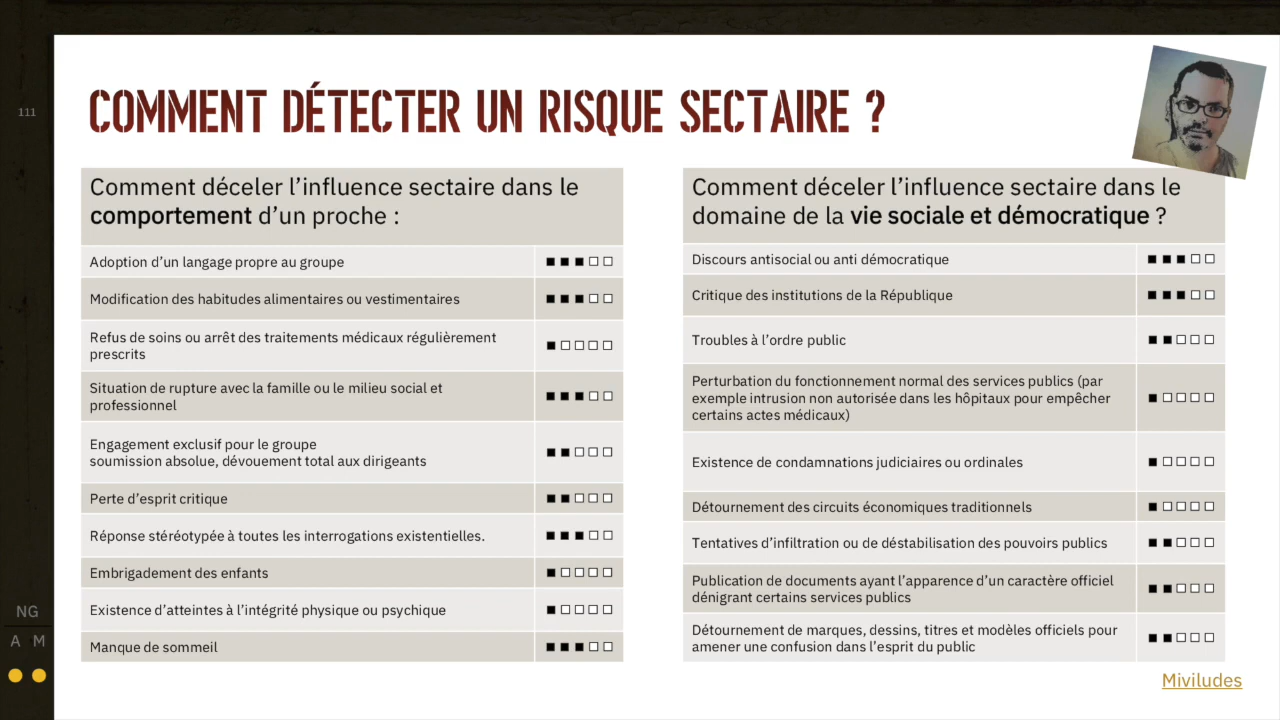 111
COMMENT DÉTECTER UN RISQUE SECTAIRE ?
Comment déceler l’influence sectaire dans le
comportement d’un proche :
Adoption d’un langage propre au groupe
■■■□□
Modification des habitudes alimentaires ou vestimentaires
■■■□□
Refus de soins ou arrêt des traitements médicaux régulièrement
prescrits
■□□□□
Situation de rupture avec la famille ou le milieu social et
professionnel
■■■□□
Engagement exclusif pour le groupe
soumission absolue, dévouement total aux dirigeants
■■□□□
Perte d’esprit critique
■■□□□
Réponse stéréotypée à toutes les interrogations existentielles.
■■■□□
Embrigadement des enfants
■□□□□
Existence d’atteintes à l’intégrité physique ou psychique
■□□□□
Manque de sommeil
■■■□□
Comment déceler l’influence sectaire dans le
domaine de la vie sociale et démocratique ?
Discours antisocial ou anti démocratique
■■■□□
Critique des institutions de la République
■■■□□
Troubles à l’ordre public
■■□□□
Perturbation du fonctionnement normal des services publics (par
exemple intrusion non autorisée dans les hôpitaux pour empêcher
certains actes médicaux)
■□□□□
Existence de condamnations judiciaires ou ordinales
■□□□□
Détournement des circuits économiques traditionnels
■□□□□
Tentatives d’infiltration ou de déstabilisation des pouvoirs publics
■■□□□
Publication de documents ayant l’apparence d’un caractère officiel
dénigrant certains services publics
■■□□□
Détournement de marques, dessins, titres et modèles officiels pour
amener une confusion dans l’esprit du public
■■□□□
Miviludes
NG
A M